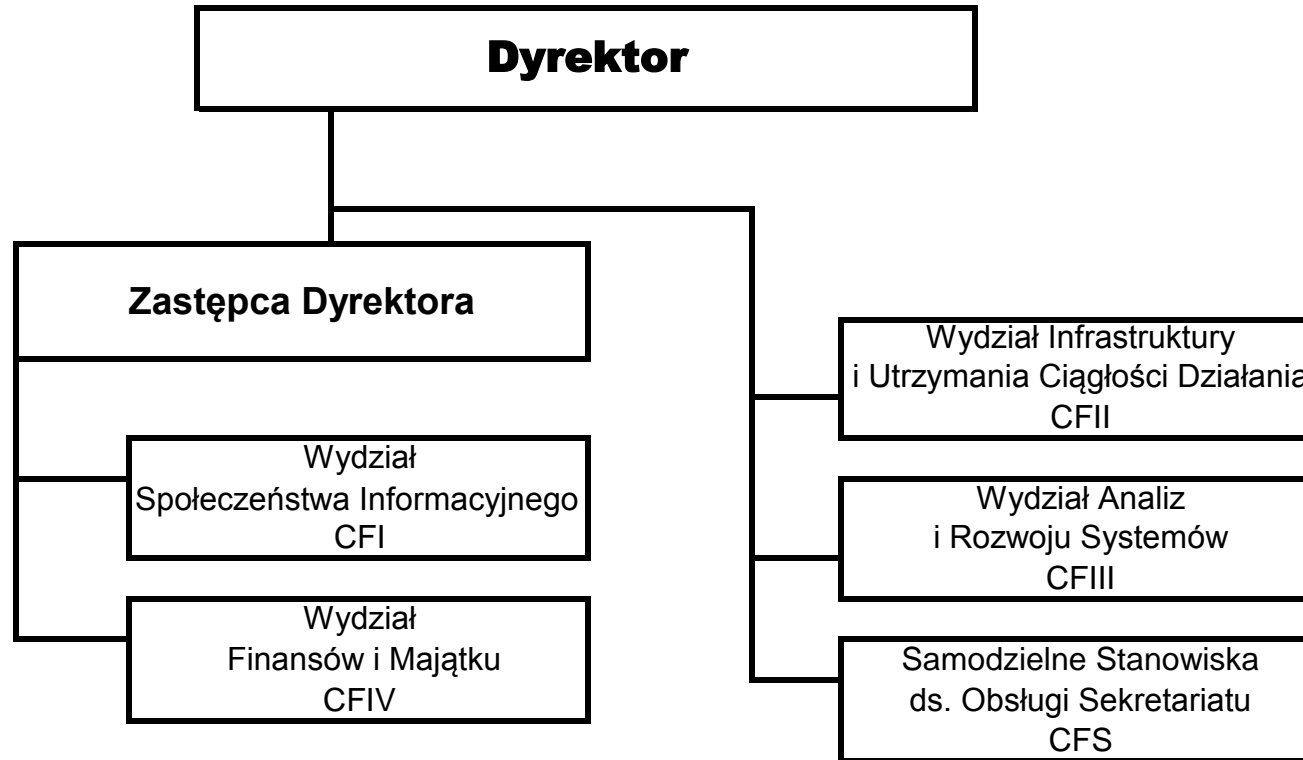 Dyrektor
Zastępca Dyrektora
Wydział
Społeczeństwa Informacyjnego
CFI
Wydział
Finansów i Majątku
CFIV
Wydział Infrastruktury
i Utrzymania Ciągłości Działania
CFII
Wydział Analiz
i Rozwoju Systemów
CFIII
Samodzielne Stanowiska
ds. Obsługi Sekretariatu
CFS